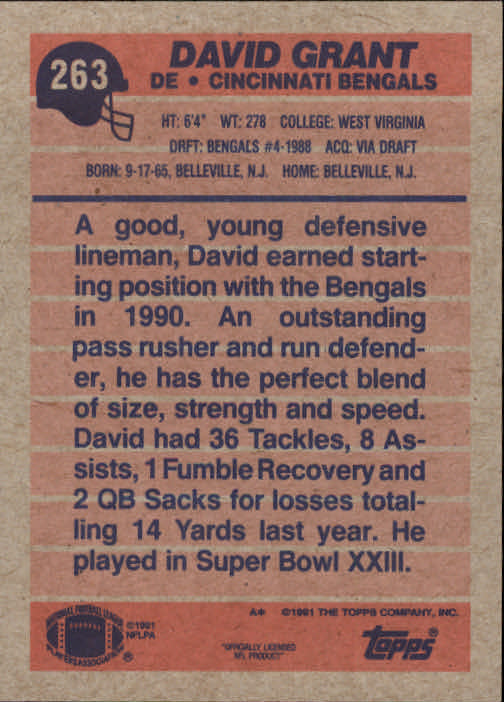 263
DAVID GRANT
DE • CINCINNATI BENGALS
HT: 6'4" WT: 278 COLLEGE: WEST VIRGINIA
DRFT: BENGALS #4-1988 ACQ: VIA DRAFT
BORN: 9-17-65, BELLEVILLE, N.J. HOME: BELLEVILLE, N.J.
A good, young defensive
lineman, David earned start-
ing position with the Bengals
in 1990. An outstanding
pass rusher and run defend-
er, he has the perfect blend
of size, strength and speed.
David had 36 Tackles, 8 As-
sists, 1 Fumble Recovery and
2 QB Sacks for losses total-
ling 14 Yards last year. He
played in Super Bowl XXIII.
NATIONAL FOOTBALL LEAGUE
PLAYERS ASSOCIATION
®
©1991
NFLPA
A* ©1991 THE TOPPS COMPANY, INC.
"OFFICIALLY LICENSED
NFL PRODUCT"
topps®